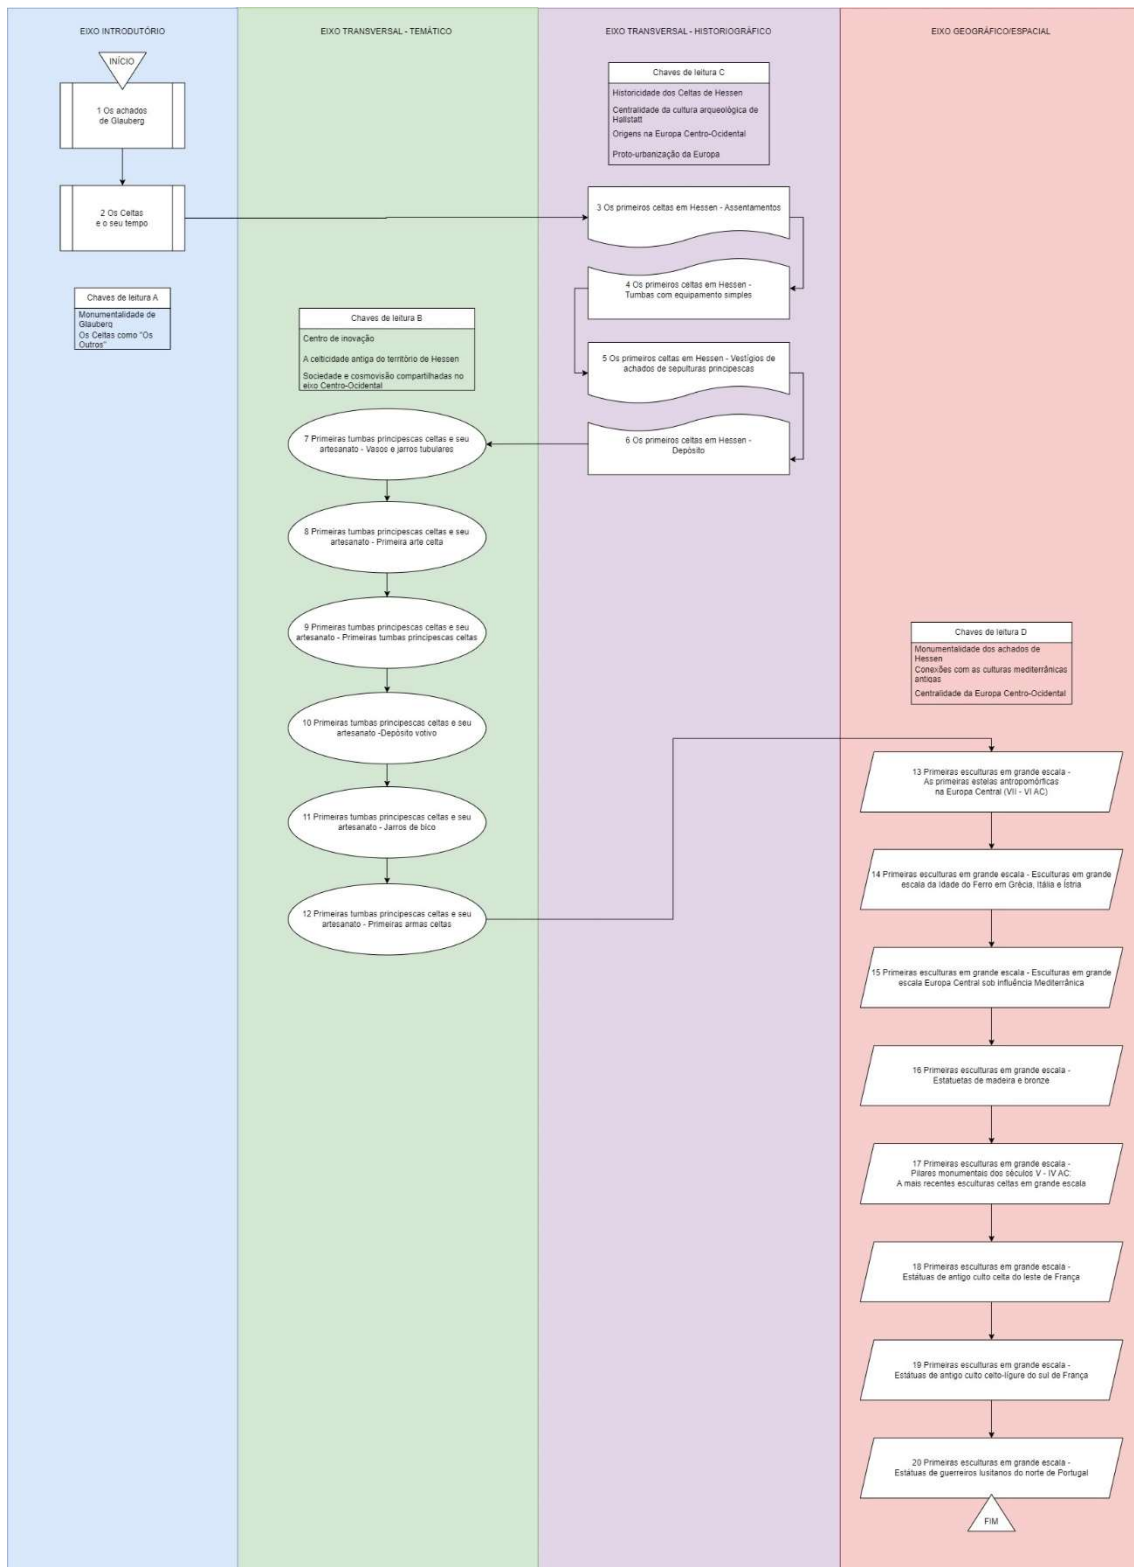 EIXO INTRODUTÓRIO
INÍCIO
1 Os achados
de Glauberg
2 Os Celtas
e o seu tempo
Chaves de leitura A
Monumentalidade de
Glauberg
Os Celtas como "Os
Outros"
EIXO TRANSVERSAL - TEMÁTICO
Chaves de leitura B
Centro de inovação
A celticidade antiga do território de Hessen
Sociedade e cosmovisão compartilhadas no
eixo Centro-Ocidental
7 Primeiras tumbas principescas celtas e seu
artesanato - Vasos e jarros tubulares
8 Primeiras tumbas principescas celtas e seu
artesanato - Primeira arte celta
9 Primeiras tumbas principescas celtas e seu
artesanato - Primeiras tumbas principescas celtas
10 Primeiras tumbas principescas celtas e seu
artesanato -Depósito votivo
11 Primeiras tumbas principescas celtas e seu
artesanato - Jarros de bico
12 Primeiras tumbas principescas celtas e seu
artesanato - Primeiras armas celtas
EIXO TRANSVERSAL - HISTORIOGRÁFICO
Chaves de leitura C
Historicidade dos Celtas de Hessen
Centralidade da cultura arqueológica de
Hallstatt
Origens na Europa Centro-Ocidental
Proto-urbanização da Europa
3 Os primeiros celtas em Hessen - Assentamentos
4 Os primeiros celtas em Hessen -
Tumbas com equipamento simples
5 Os primeiros celtas em Hessen - Vestígios de
achados de sepulturas principescas
6 Os primeiros celtas em Hessen -
Depósito
EIXO GEOGRÁFICO/ESPACIAL
Chaves de leitura D
Monumentalidade dos achados de
Hessen
Conexões com as culturas mediterrânicas
antigas
Centralidade da Europa Centro-Ocidental
13 Primeiras esculturas em grande escala -
As primeiras estelas antropomórficas
na Europa Central (VII - VI AC)
14 Primeiras esculturas em grande escala - Esculturas em grande
escala da Idade do Ferro em Grécia, Itália e Ístria
15 Primeiras esculturas em grande escala - Esculturas em grande
escala Europa Central sob influência Mediterrânica
16 Primeiras esculturas em grande escala -
Estatuetas de madeira e bronze
17 Primeiras esculturas em grande escala -
Pilares monumentais dos séculos V - IV AC:
A mais recentes esculturas celtas em grande escala
18 Primeiras esculturas em grande escala -
Estátuas de antigo culto celta do leste de França
19 Primeiras esculturas em grande escala -
Estátuas de antigo culto celto-lígure do sul de França
20 Primeiras esculturas em grande escala -
Estátuas de guerreiros lusitanos do norte de Portugal
FIM